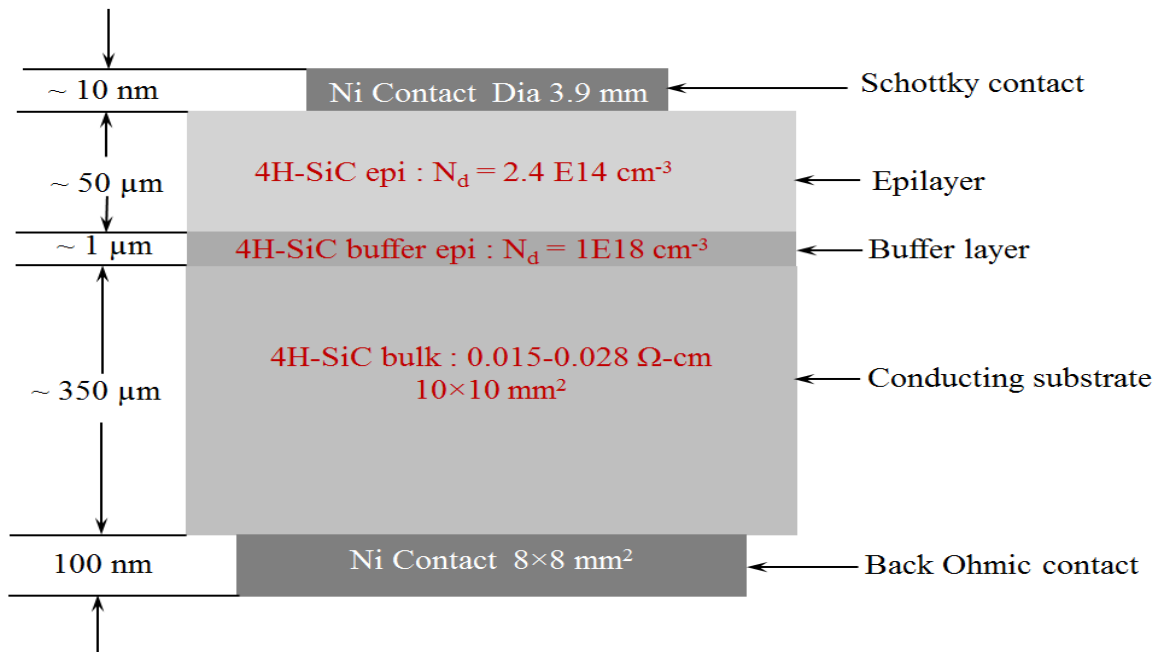 ~ 10 nm
Ni Contact  Dia 3.9 mm
Schottky contact
~ 50 µm
4H-SiC epi : N_d = 2.4 E14 cm⁻³
Epilayer
~ 1 µm
4H-SiC buffer epi : N_d = 1E18 cm⁻³
Buffer layer
~ 350 µm
4H-SiC bulk : 0.015-0.028 Ω-cm
10×10 mm²
Conducting substrate
100 nm
Ni Contact  8×8 mm²
Back Ohmic contact